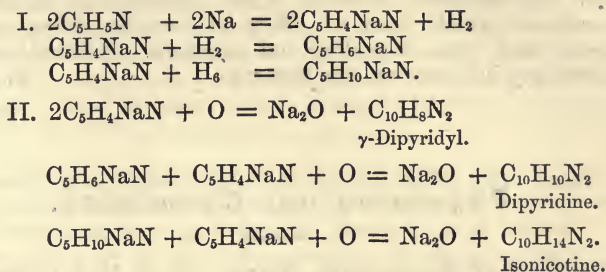 I. 2C₅H₅N + 2Na = 2C₅H₄NaN + H₂
C₅H₄NaN + H₂ = C₅H₆NaN
C₅H₄NaN + H₆ = C₅H₁₀NaN.
II. 2C₅H₄NaN + O = Na₂O + C₁₀H₈N₂
γ-Dipyridyl.
C₅H₆NaN + C₅H₄NaN + O = Na₂O + C₁₀H₁₀N₂
Dipyridine.
C₅H₁₀NaN + C₅H₄NaN + O = Na₂O + C₁₀H₁₄N₂.
Isonicotine.